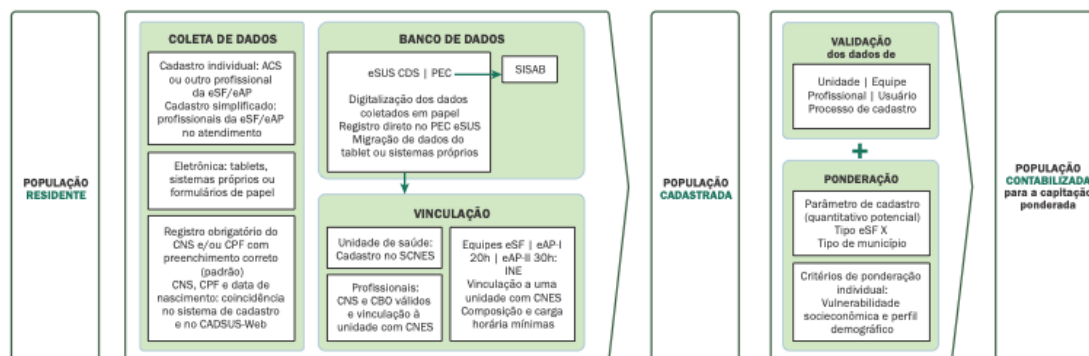 POPULAÇÃO
RESIDENTE
COLETA DE DADOS
Cadastro individual: ACS
ou outro profissional
da eSF/eAP
Cadastro simplificado:
profissionais da eSF/eAP
no atendimento
Eletrônica: tablets,
sistemas próprios ou
formulários de papel
Registro obrigatório do
CNS e/ou CPF com
preenchimento correto
(padrão)
CNS, CPF e data de
nascimento: coincidência
no sistema de cadastro
e no CADSUS-Web
BANCO DE DADOS
eSUS CDS | PEC
SISAB
Digitalização dos dados
coletados em papel
Registro direto no PEC eSUS
Migração de dados do
tablet ou sistemas próprios
VINCULAÇÃO
Unidade de saúde:
Cadastro no SCNES
Profissionais:
CNS e CBO válidos
e vinculação à
unidade com CNES
Equipes eSF | eAP-I
20h | eAP-II 30h:
INE
Vinculação a uma
unidade com CNES
Composição e carga
horária mínimas
POPULAÇÃO
CADASTRADA
VALIDAÇÃO
dos dados de
Unidade | Equipe
Profissional | Usuário
Processo de cadastro
+
PONDERAÇÃO
Parâmetro de cadastro
(quantitativo potencial)
Tipo eSF X
Tipo de município
Critérios de ponderação
individual:
Vulnerabilidade
socieconômica e perfil
demográfico
POPULAÇÃO
CONTABILIZADA
para a capitação
ponderada